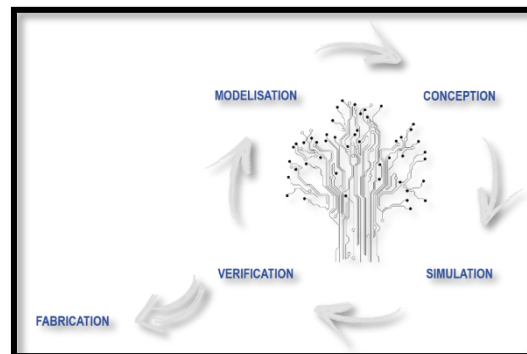 MODELISATION
CONCEPTION
VERIFICATION
SIMULATION
FABRICATION